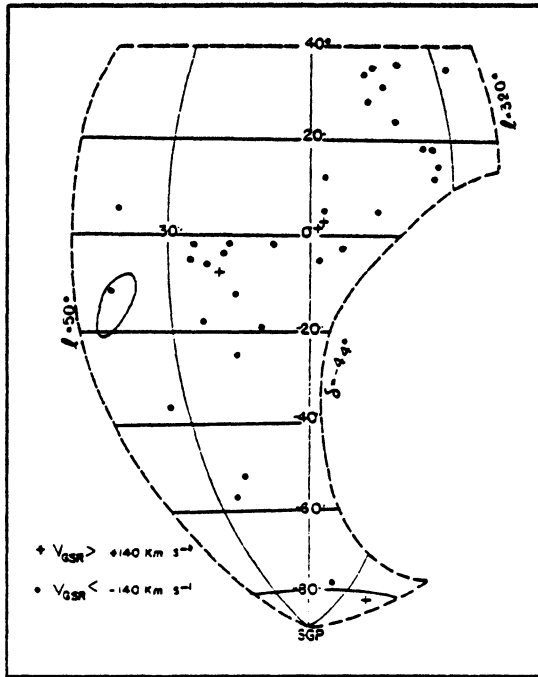 40°
ℓ=320°
20
30
0°
ℓ=50°
-20
δ=-44°
-40
-60
+ V_GSR > +140 Km s⁻¹
• V_GSR < -140 Km s⁻¹
-80
SGP